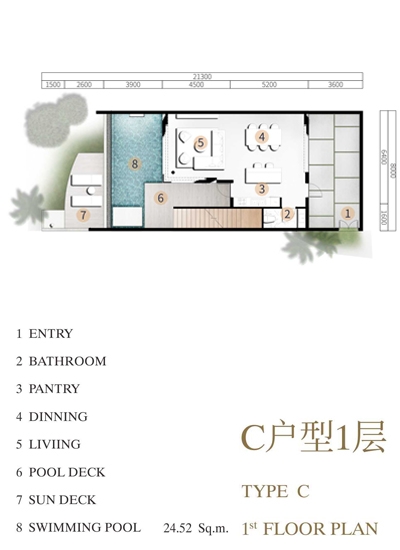 21300
1500 2600 3900 4500 5200 3600
6400
8000
1600
5
4
8
3
6
7
2
1
1 ENTRY
2 BATHROOM
3 PANTRY
4 DINNING
5 LIVIING
6 POOL DECK
7 SUN DECK
8 SWIMMING POOL 24.52 Sq.m.
C户型1层
TYPE C
1st FLOOR PLAN